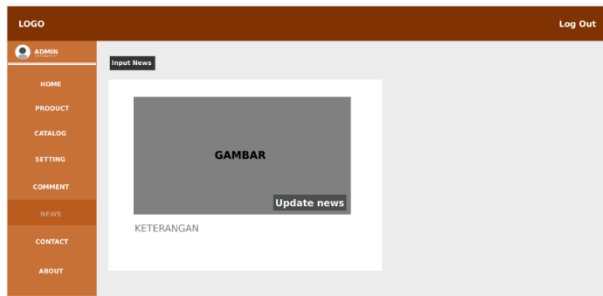 LOGO
Log Out
ADMIN
Input News
HOME
PRODUCT
CATALOG
SETTING
COMMENT
NEWS
CONTACT
ABOUT
GAMBAR
Update news
KETERANGAN